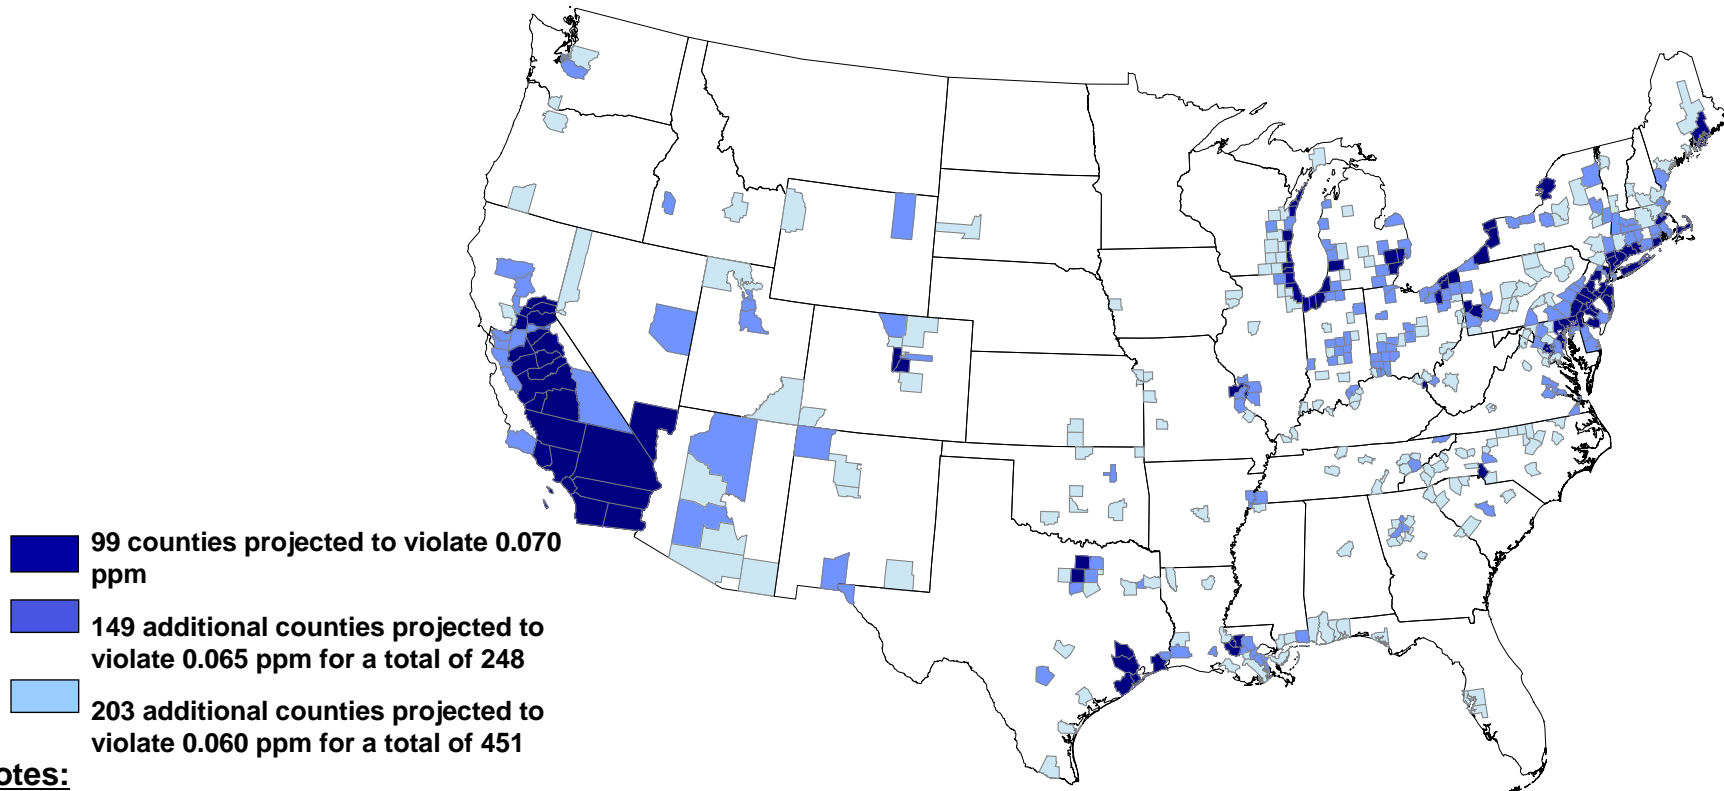 99 counties projected to violate 0.070
ppm
149 additional counties projected to
violate 0.065 ppm for a total of 248
203 additional counties projected to
violate 0.060 ppm for a total of 451
otes: